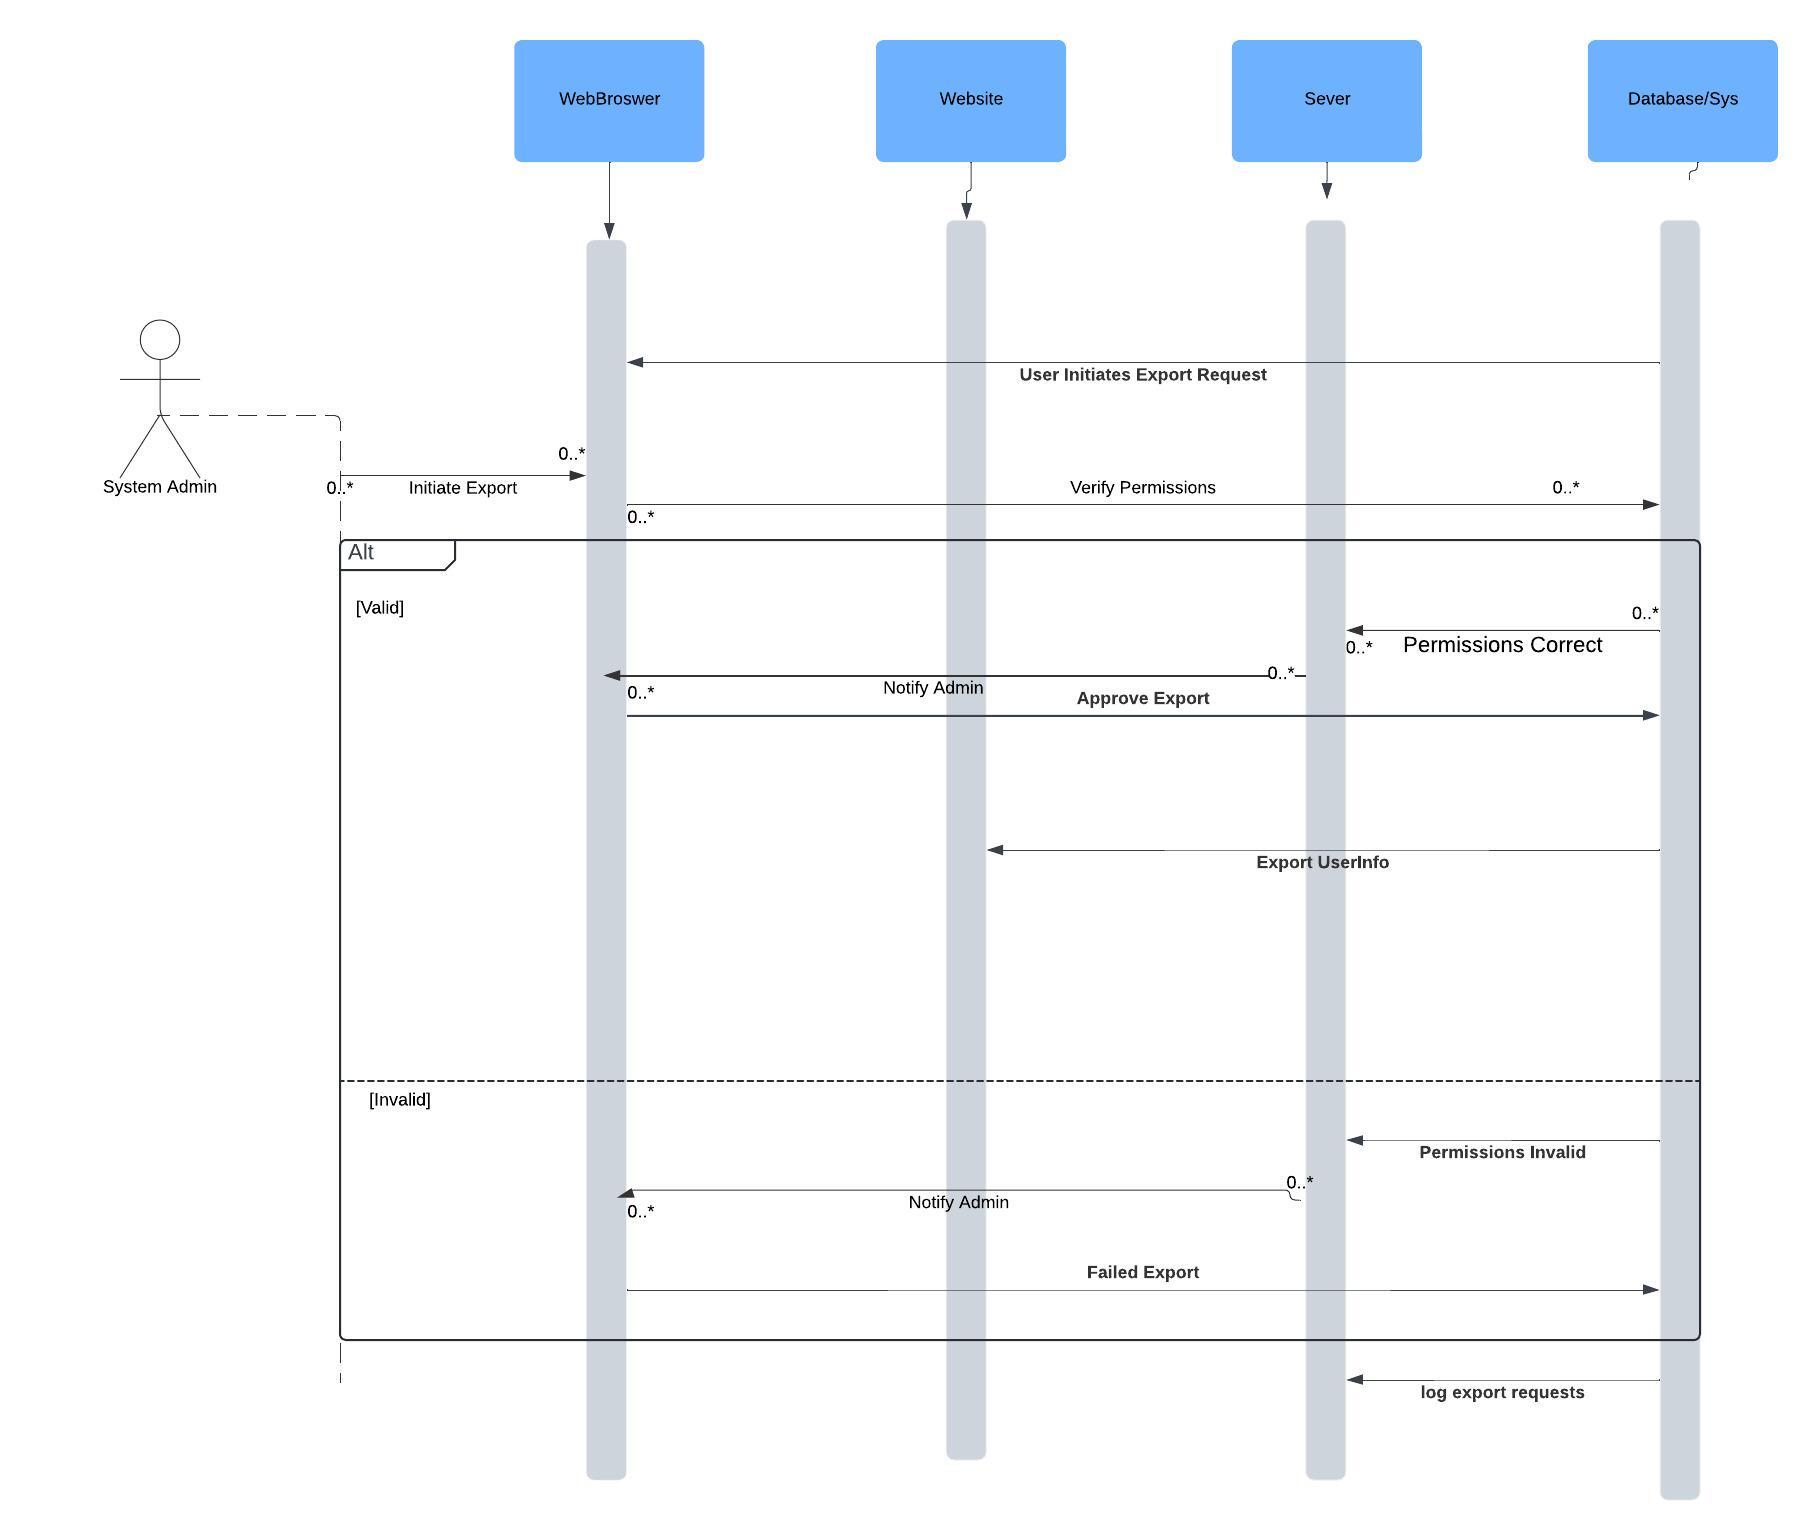 WebBroswer
Website
Sever
Database/Sys
User Initiates Export Request
0..*
System Admin
0..*
Initiate Export
Verify Permissions
0..*
0..*
Alt
[Valid]
0..*
0..*
Permissions Correct
0..*
0..*
Notify Admin
Approve Export
Export UserInfo
[Invalid]
Permissions Invalid
0..*
0..*
Notify Admin
Failed Export
log export requests